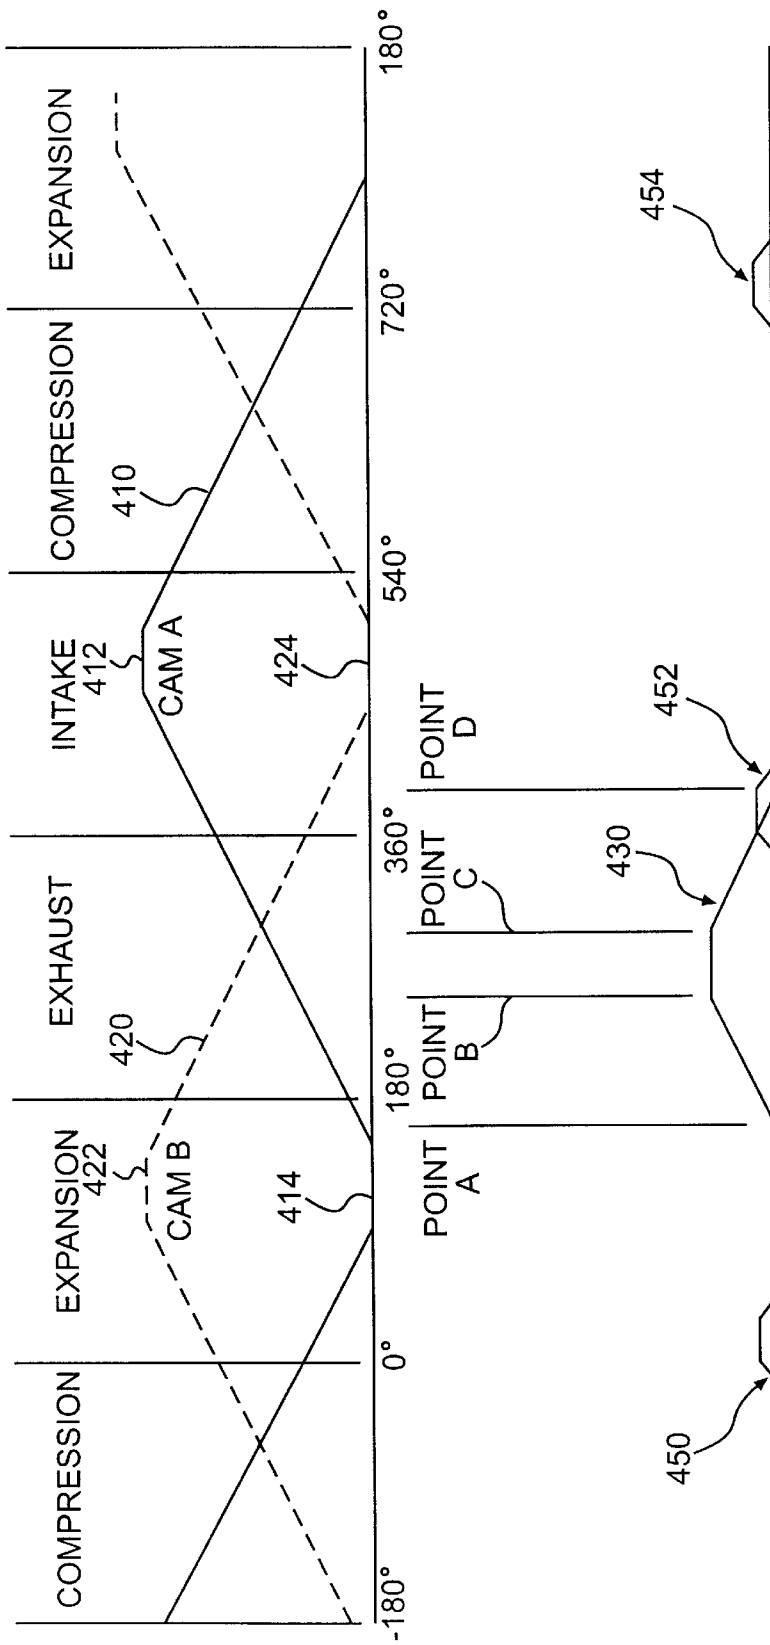 COMPRESSION
EXPANSION
EXHAUST
INTAKE
COMPRESSION
EXPANSION
422
CAM B
420
412
CAM A
410
414
424
-180°
0°
180°
360°
540°
720°
180°
POINT
A
POINT
B
POINT
C
POINT
D
450
430
452
454